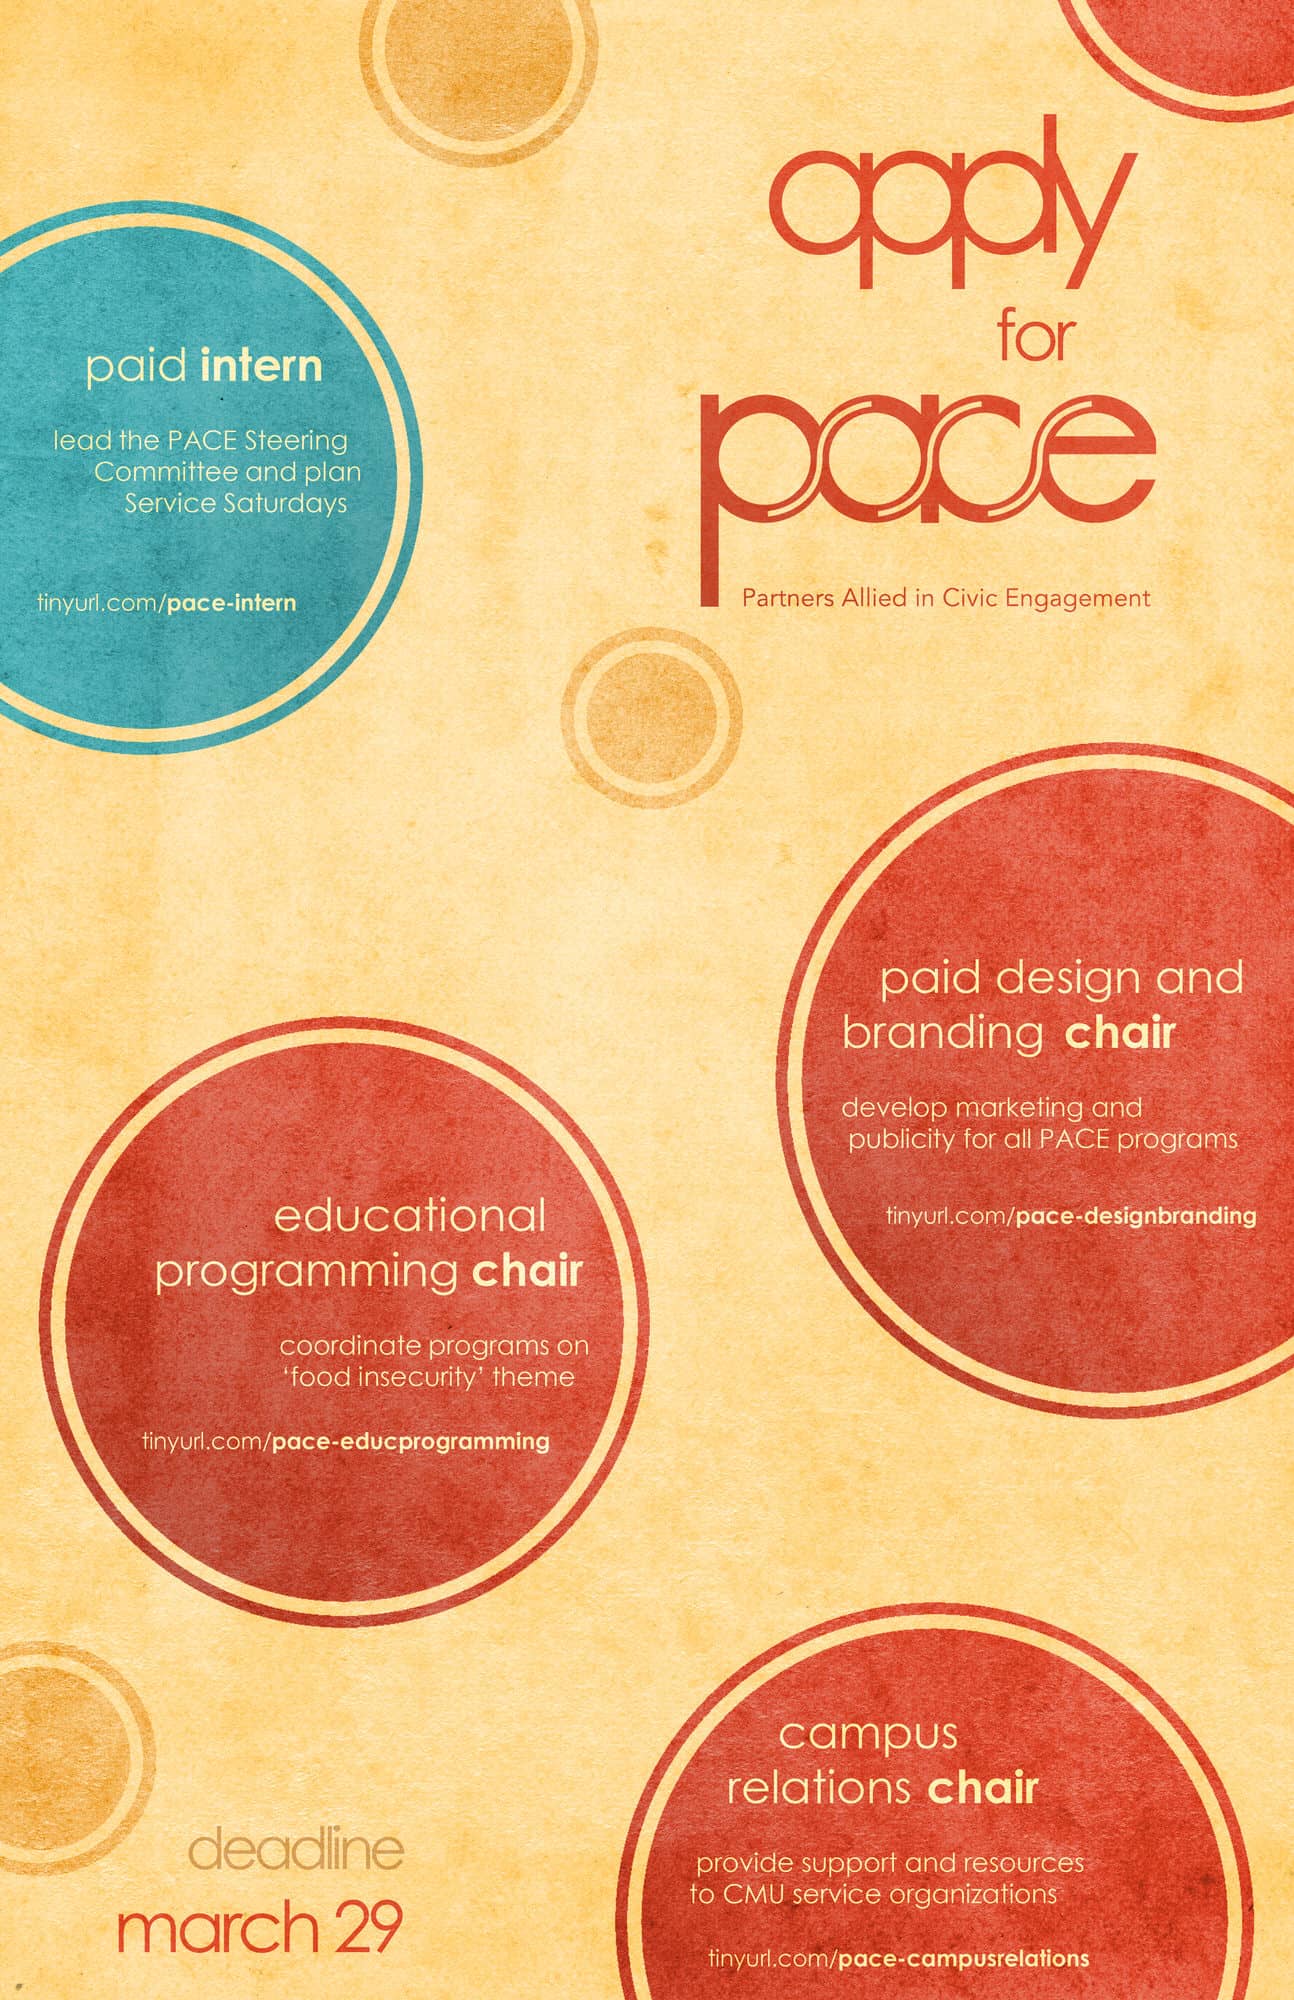 apply
for
pace
Partners Allied in Civic Engagement
paid intern
lead the PACE Steering
Committee and plan
Service Saturdays
tinyurl.com/pace-intern
paid design and
branding chair
develop marketing and
publicity for all PACE programs
tinyurl.com/pace-designbranding
educational
programming chair
coordinate programs on
‘food insecurity’ theme
tinyurl.com/pace-educprogramming
campus
relations chair
provide support and resources
to CMU service organizations
tinyurl.com/pace-campusrelations
deadline
march 29